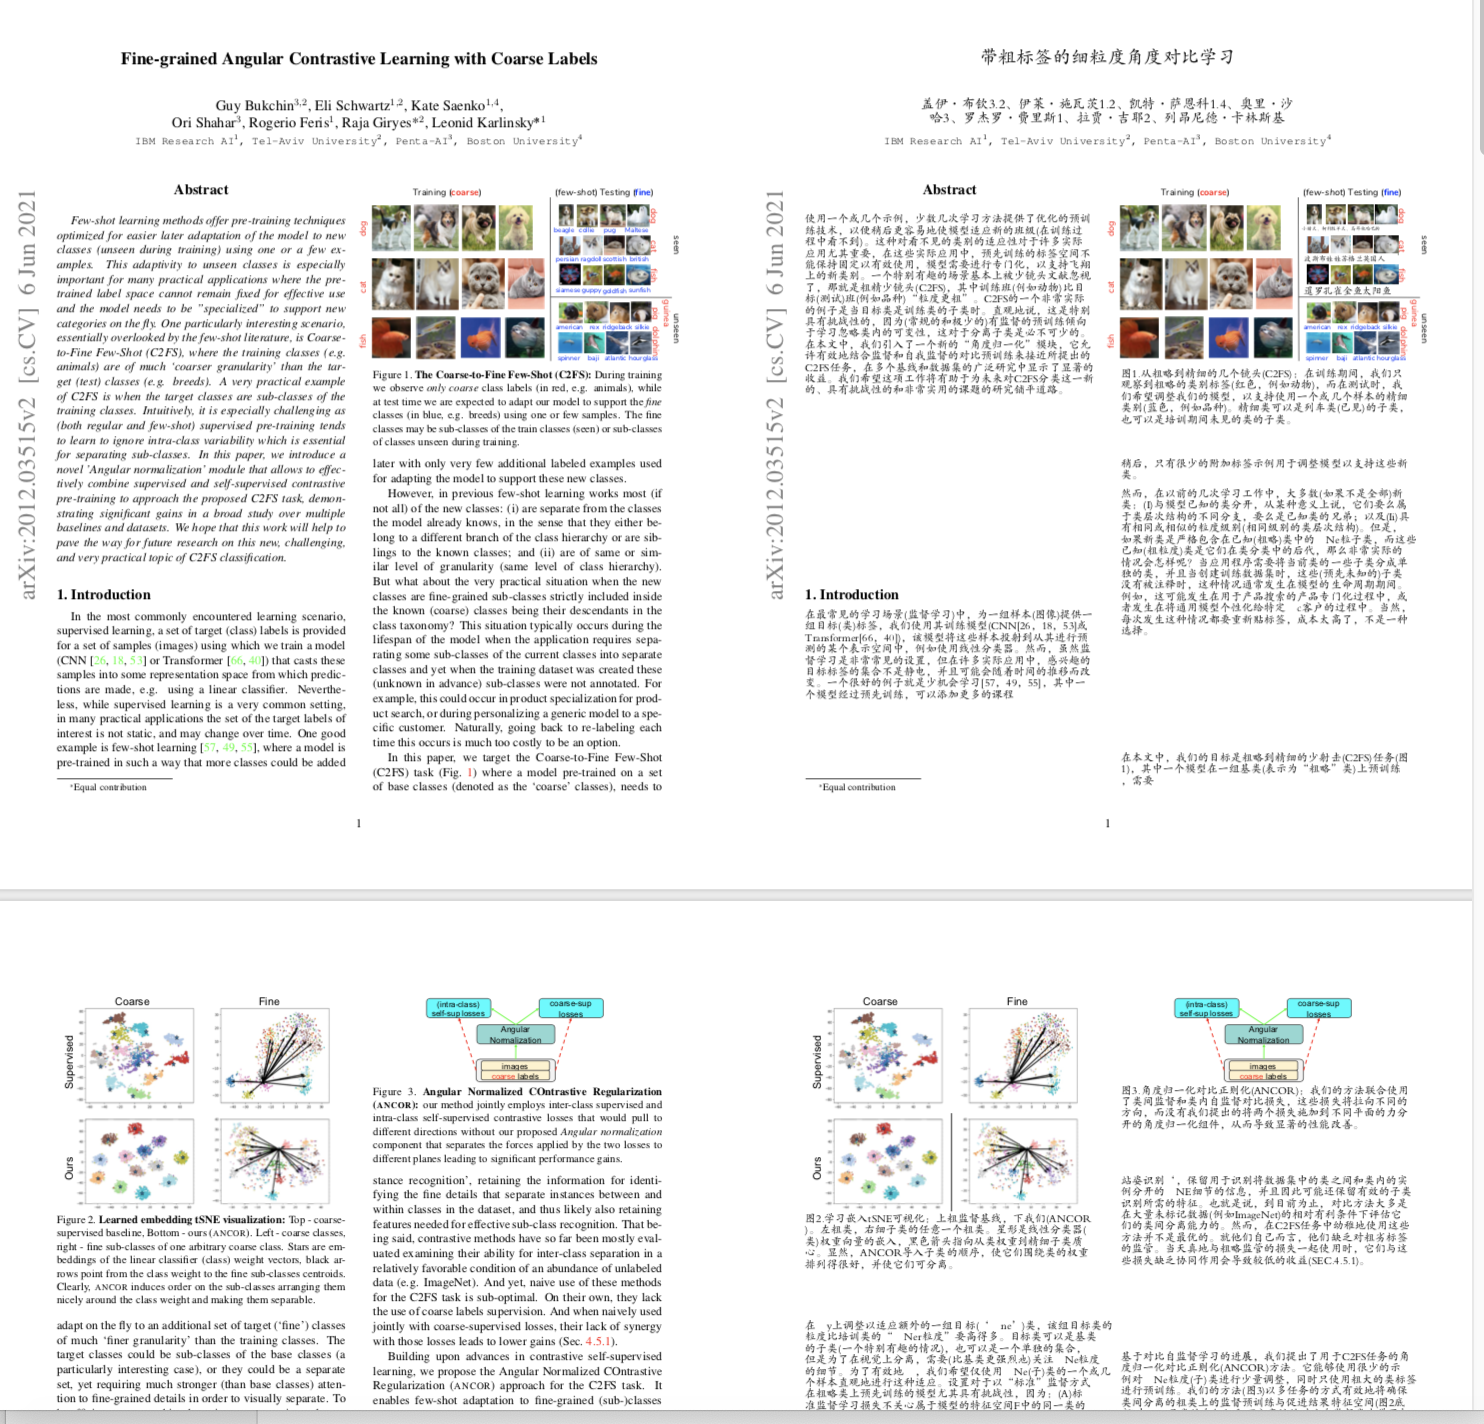 Fine-grained Angular Contrastive Learning with Coarse Labels
Guy Bukchin3,2, Eli Schwartz1,2, Kate Saenko1,4,
Ori Shahar3, Rogerio Feris1, Raja Giryes*2, Leonid Karlinsky*1
IBM Research AI1, Tel-Aviv University2, Penta-AI3, Boston University4
arXiv:2012.03515v2 [cs.CV] 6 Jun 2021
Abstract
Few-shot learning methods offer pre-training techniques
optimized for easier later adaptation of the model to new
classes (unseen during training) using one or a few ex-
amples. This adaptivity to unseen classes is especially
important for many practical applications where the pre-
trained label space cannot remain fixed for effective use
and the model needs to be "specialized" to support new
categories on the fly. One particularly interesting scenario,
essentially overlooked by the few-shot literature, is Coarse-
to-Fine Few-Shot (C2FS), where the training classes (e.g.
animals) are of much 'coarser granularity' than the tar-
get (test) classes (e.g. breeds). A very practical example
of C2FS is when the target classes are sub-classes of the
training classes. Intuitively, it is especially challenging as
(both regular and few-shot) supervised pre-training tends
to learn to ignore intra-class variability which is essential
for separating sub-classes. In this paper, we introduce a
novel 'Angular normalization' module that allows to effec-
tively combine supervised and self-supervised contrastive
pre-training to approach the proposed C2FS task, demon-
strating significant gains in a broad study over multiple
baselines and datasets. We hope that this work will help to
pave the way for future research on this new, challenging,
and very practical topic of C2FS classification.
1. Introduction
In the most commonly encountered learning scenario,
supervised learning, a set of target (class) labels is provided
for a set of samples (images) using which we train a model
(CNN [26, 18, 53] or Transformer [66, 40]) that casts these
samples into some representation space from which predic-
tions are made, e.g. using a linear classifier. Neverthe-
less, while supervised learning is a very common setting,
in many practical applications the set of the target labels of
interest is not static, and may change over time. One good
example is few-shot learning [57, 49, 55], where a model is
pre-trained in such a way that more classes could be added
*Equal contribution
Training (coarse)
(few-shot) Testing (fine)
dog
cat
fish
beagle collie pug Maltese
persian ragdoll scottish british
siamese guppy goldfish sunfish
american rex ridgeback silkie
spinner baji atlantic hourglass
dog
cat
fish
guinea pig
dolphin
seen
unseen
Figure 1. The Coarse-to-Fine Few-Shot (C2FS): During training
we observe only coarse class labels (in red, e.g. animals), while
at test time we are expected to adapt our model to support the fine
classes (in blue, e.g. breeds) using one or few samples. The fine
classes may be sub-classes of the train classes (seen) or sub-classes
of classes unseen during training.
later with only very few additional labeled examples used
for adapting the model to support these new classes.
However, in previous few-shot learning works most (if
not all) of the new classes: (i) are separate from the classes
the model already knows, in the sense that they either be-
long to a different branch of the class hierarchy or are sib-
lings to the known classes; and (ii) are of same or sim-
ilar level of granularity (same level of class hierarchy).
But what about the very practical situation when the new
classes are fine-grained sub-classes strictly included inside
the known (coarse) classes being their descendants in the
class taxonomy? This situation typically occurs during the
lifespan of the model when the application requires sepa-
rating some sub-classes of the current classes into separate
classes and yet when the training dataset was created these
(unknown in advance) sub-classes were not annotated. For
example, this could occur in product specialization for prod-
uct search, or during personalizing a generic model to a spe-
cific customer. Naturally, going back to re-labeling each
time this occurs is much too costly to be an option.
In this paper, we target the Coarse-to-Fine Few-Shot
(C2FS) task (Fig. 1) where a model pre-trained on a set
of base classes (denoted as the 'coarse' classes), needs to
1
带粗标签的细粒度角度对比学习
盖伊·布钦3.2、伊莱·施瓦茨1.2、凯特·萨恩科1.4、奥里·沙
哈3、罗杰罗·费里斯1、拉贾·吉耶2、列昂尼德·卡林斯基
IBM Research AI1, Tel-Aviv University2, Penta-AI3, Boston University4
arXiv:2012.03515v2 [cs.CV] 6 Jun 2021
Abstract
使用一个或几个示例，少数几次学习方法提供了优化的预训
练技术，以便稍后更容易地使模型适应新的班级(在训练过
程中看不到)。这种对看不见的类别的适应性对于许多实际
应用尤其重要，在这些实际应用中，预先训练的标签空间不
能保持固定以有效使用，模型需要进行专门化，以支持飞翔
上的新类别。一个特别有趣的场景基本上被少镜头文献忽视
了，那就是粗精少镜头(C2FS)，其中训练班(例如动物)比目
标(测试)班(例如品种)“粒度更粗”。C2FS的一个非常实际
的例子是当目标类是训练类的子类时。直观地说，这是特别
具有挑战性的，因为(常规的和极少的)有监督的预训练倾向
于学习忽略类内的可变性，这对于分离子类是必不可少的。
在本文中，我们引入了一个新的“角度归一化”模块，它允
许有效地结合监督和自我监督的对比预训练来接近所提出的
C2FS任务，在多个基线和数据集的广泛研究中显示了显著的
收益。我们希望这项工作将有助于为未来对C2FS分类这一新
的、具有挑战性的和非常实用的课题的研究铺平道路。
1. Introduction
在最常见的学习场景(监督学习)中，为一组样本(图像)提供一
组目标(类)标签，我们使用其训练模型(CNN[26，18，53]或
Transformer[66，40])，该模型将这些样本投射到从其进行预
测的某个表示空间中，例如使用线性分类器。然而，虽然监
督学习是非常常见的设置，但在许多实际应用中，感兴趣的
目标标签的集合不是静态，并且可能会随着时间的推移而改
变。一个很好的例子就是少机会学习[57，49，55]，其中一
个模型经过预先训练，可以添加更多的课程
*Equal contribution
Training (coarse)
(few-shot) Testing (fine)
dog
cat
fish
暹罗孔雀金鱼太阳鱼
american rex ridgeback silkie
spinner baji atlantic hourglass
dog
cat
fish
guinea pig
dolphin
seen
unseen
图1.从粗略到精细的几个镜头(C2FS)：在训练期间，我们只
观察到粗略的类别标签(红色，例如动物)，而在测试时，我
们希望调整我们的模型，以支持使用一个或几个样本的精细
类别(蓝色，例如品种)。精细类可以是列车类(已见)的子类，
也可以是培训期间未见的类的子类。
稍后，只有很少的附加标签示例用于调整模型以支持这些新
类。
然而，在以前的几次学习工作中，大多数(如果不是全部)新
类：(I)与模型已知的类分开，从某种意义上说，它们要么属
于类层次结构的不同分支，要么是已知类的兄弟；以及(Ii)具
有相同或相似的粒度级别(相同级别的类层次结构)。但是，
如果新类是严格包含在已知(粗略)类中的 Ne粒子类，而这些
已知(粗粒度)类是它们在类分类中的后代，那么非常实际的
情况会怎样呢？当应用程序需要将当前类的一些子类分成单
独的类，并且当创建训练数据集时，这些(预先未知的)子类
没有被注释时，这种情况通常发生在模型的生命周期期间。
例如，这可能发生在用于产品搜索的产品专门化过程中，或
者发生在将通用模型个性化给特定 c客户的过程中。当然，
每次发生这种情况都要重新贴标签，成本太高了，不是一种
选择。
在本文中，我们的目标是粗略到精细的少射击(C2FS)任务(图
1)，其中一个模型在一组基类(表示为“粗略”类)上预训练
，需要
1
Coarse
Fine
Supervised
Ours
Figure 2. Learned embedding tSNE visualization: Top - coarse-
supervised baseline, Bottom - ours (ANCOR). Left - coarse classes,
right - fine sub-classes of one arbitrary coarse class. Stars are em-
beddings of the linear classifier (class) weight vectors, black ar-
rows point from the class weight to the fine sub-classes centroids.
Clearly, ANCOR induces order on the sub-classes arranging them
nicely around the class weight and making them separable.
adapt on the fly to an additional set of target ('fine') classes
of much 'finer granularity' than the training classes. The
target classes could be sub-classes of the base classes (a
particularly interesting case), or they could be a separate
set, yet requiring much stronger (than base classes) atten-
tion to fine-grained details in order to visually separate. To
(intra-class)
self-sup losses
coarse-sup
losses
Angular
Normalization
images
coarse labels
Figure 3. Angular Normalized COntrastive Regularization
(ANCOR): our method jointly employs inter-class supervised and
intra-class self-supervised contrastive losses that would pull to
different directions without our proposed Angular normalization
component that separates the forces applied by the two losses to
different planes leading to significant performance gains.
stance recognition', retaining the information for identi-
fying the fine details that separate instances between and
within classes in the dataset, and thus likely also retaining
features needed for effective sub-class recognition. That be-
ing said, contrastive methods have so far been mostly eval-
uated examining their ability for inter-class separation in a
relatively favorable condition of an abundance of unlabeled
data (e.g. ImageNet). And yet, naive use of these methods
for the C2FS task is sub-optimal. On their own, they lack
the use of coarse labels supervision. And when naively used
jointly with coarse-supervised losses, their lack of synergy
with those losses leads to lower gains (Sec. 4.5.1).
Building upon advances in contrastive self-supervised
learning, we propose the Angular Normalized COntrastive
Regularization (ANCOR) approach for the C2FS task. It
enables few-shot adaptation to fine-grained (sub-)classes
Coarse
Fine
Supervised
Ours
图2.学习嵌入tSNE可视化：上粗监督基线，下我们(ANCOR
)。左粗类，右细子类的任意一个粗类。星形是线性分类器(
类)权重向量的嵌入，黑色箭头指向从类权重到精细子类质
心。显然，ANCOR导入子类的顺序，使它们围绕类的权重
排列得很好，并使它们可分离。
在 y上调整以适应额外的一组目标(‘ ne’)类，该组目标类的
粒度比培训类的“ Ner粒度”要高得多。目标类可以是基类
的子类(一个特别有趣的情况)，也可以是一个单独的集合，
但是为了在视觉上分离，需要(比基类更强烈地)关注 Ne粒度
的细节。为了有效地 ，我们希望仅使用 Ne(子)类的一个或几
个样本直观地进行这种适应。设置对于以“标准”监督方式
在粗略类上预先训练的模型尤其具有挑战性，因为：(A)标
准监督学习损失不关心属于模型的特征空间F中的同一类的
(intra-class)
self-sup losses
coarse-sup
losses
Angular
Normalization
images
coarse labels
图3.角度归一化对比正则化(ANCOR)：我们的方法联合使用
了类间监督和类内自监督对比损失，这些损失将拉向不同的
方向，而没有我们提出的将两个损失施加到不同平面的力分
开的角度归一化组件，从而导致显著的性能改善。
站姿识别‘，保留用于识别将数据集中的类之间和类内的实
例分开的 NE细节的信息，并且因此可能还保留有效的子类
识别所需的特征。也就是说，到目前为止，对比方法大多是
在大量未标记数据(例如ImageNet)的相对有利条件下评估它
们的类间分离能力的。然而，在C2FS任务中幼稚地使用这些
方法并不是最优的。就他们自己而言，他们缺乏对粗劣标签
的监管。当天真地与粗略监管的损失一起使用时，它们与这
些损失缺乏协同作用会导致较低的收益(SEC.4.5.1)。
基于对比自监督学习的进展，我们提出了用于C2FS任务的角
度归一化对比正则化(ANCOR)方法。它能够使用很少的示
例对 Ne粒度(子)类进行少量调整，同时只使用粗大的类标签
进行预训练。我们的方法(图3)以多任务的方式有效地将确保
类间分离的粗类上的监督预训练与促进结果特征空间(图2底